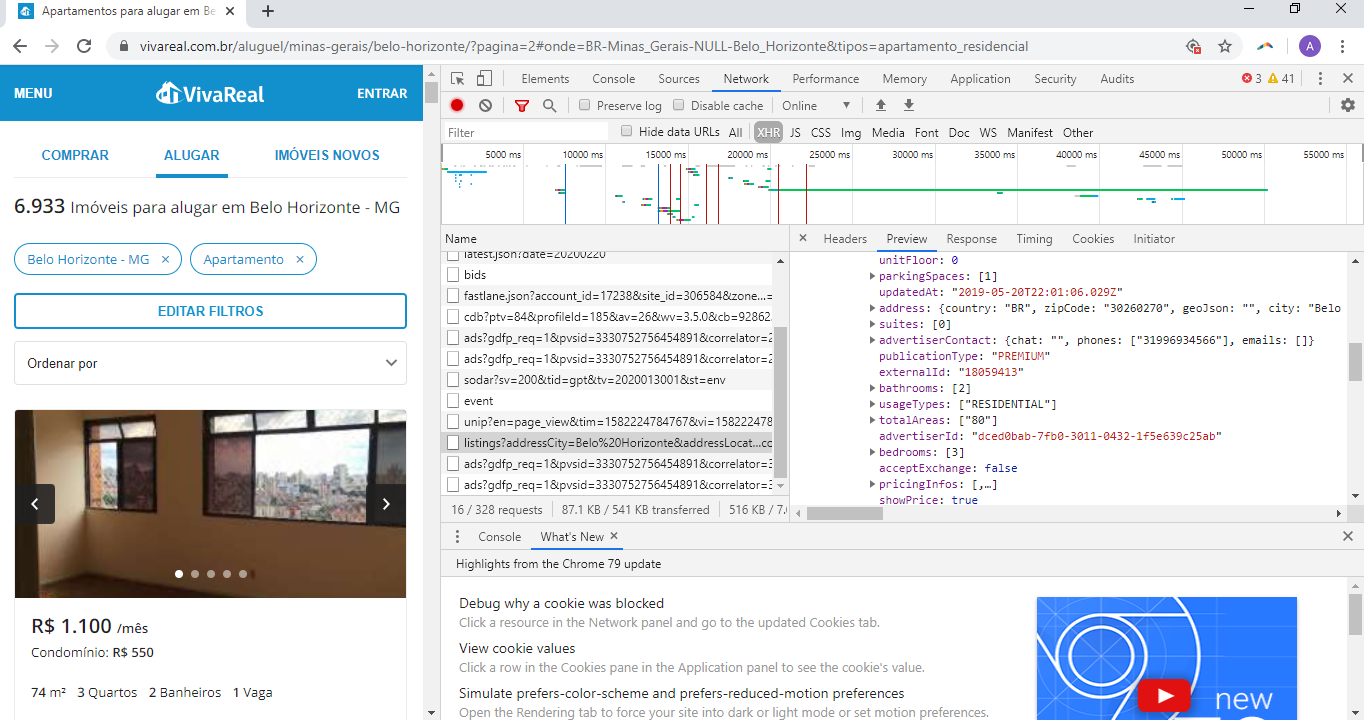 Apartamentos para alugar em Be
vivareal.com.br/aluguel/minas-gerais/belo-horizonte/?pagina=2#onde=BR-Minas_Gerais-NULL-Belo_Horizonte&tipos=apartamento_residencial
A
MENU
VivaReal
ENTRAR
COMPRAR
ALUGAR
IMÓVEIS NOVOS
6.933 Imóveis para alugar em Belo Horizonte - MG
Belo Horizonte - MG ×
Apartamento ×
EDITAR FILTROS
Ordenar por
R$ 1.100 /mês
Condomínio: R$ 550
74 m² 3 Quartos 2 Banheiros 1 Vaga
Elements Console Sources Network Performance Memory Application Security Audits 3 41
Preserve log Disable cache Online
Filter Hide data URLs All XHR JS CSS Img Media Font Doc WS Manifest Other
5000 ms 10000 ms 15000 ms 20000 ms 25000 ms 30000 ms 35000 ms 40000 ms 45000 ms 50000 ms 55000 ms
Name
latest.json?date=20200220
bids
fastlane.json?account_id=17238&site_id=306584&zone...=
cdb?ptv=84&profileId=185&av=26&wv=3.5.0&cb=92862
ads?gdfp_req=1&pvsid=3330752756454891&correlator=2
ads?gdfp_req=1&pvsid=3330752756454891&correlator=2
sodar?sv=200&tid=gpt&tv=2020013001&st=env
event
unip?en=page_view&tim=1582224784767&vi=158222478
listings?addressCity=Belo%20Horizonte&addressLocat...cc
ads?gdfp_req=1&pvsid=3330752756454891&correlator=3
ads?gdfp_req=1&pvsid=3330752756454891&correlator=3
16 / 328 requests 87.1 KB / 541 KB transferred 516 KB / 7.
Headers Preview Response Timing Cookies Initiator
unitFloor: 0
parkingSpaces: [1]
updatedAt: "2019-05-20T22:01:06.029Z"
address: {country: "BR", zipCode: "30260270", geoJson: "", city: "Belo
suites: [0]
advertiserContact: {chat: "", phones: ["31996934566"], emails: []}
publicationType: "PREMIUM"
externalId: "18059413"
bathrooms: [2]
usageTypes: ["RESIDENTIAL"]
totalAreas: ["80"]
advertiserId: "dced0bab-7fb0-3011-0432-1f5e639c25ab"
bedrooms: [3]
acceptExchange: false
pricingInfos: [,…]
showPrice: true
Console What's New ×
Highlights from the Chrome 79 update
Debug why a cookie was blocked
Click a resource in the Network panel and go to the updated Cookies tab.
View cookie values
Click a row in the Cookies pane in the Application panel to see the cookie's value.
Simulate prefers-color-scheme and prefers-reduced-motion preferences
Open the Rendering tab to force your site into dark or light mode or set motion preferences.
new